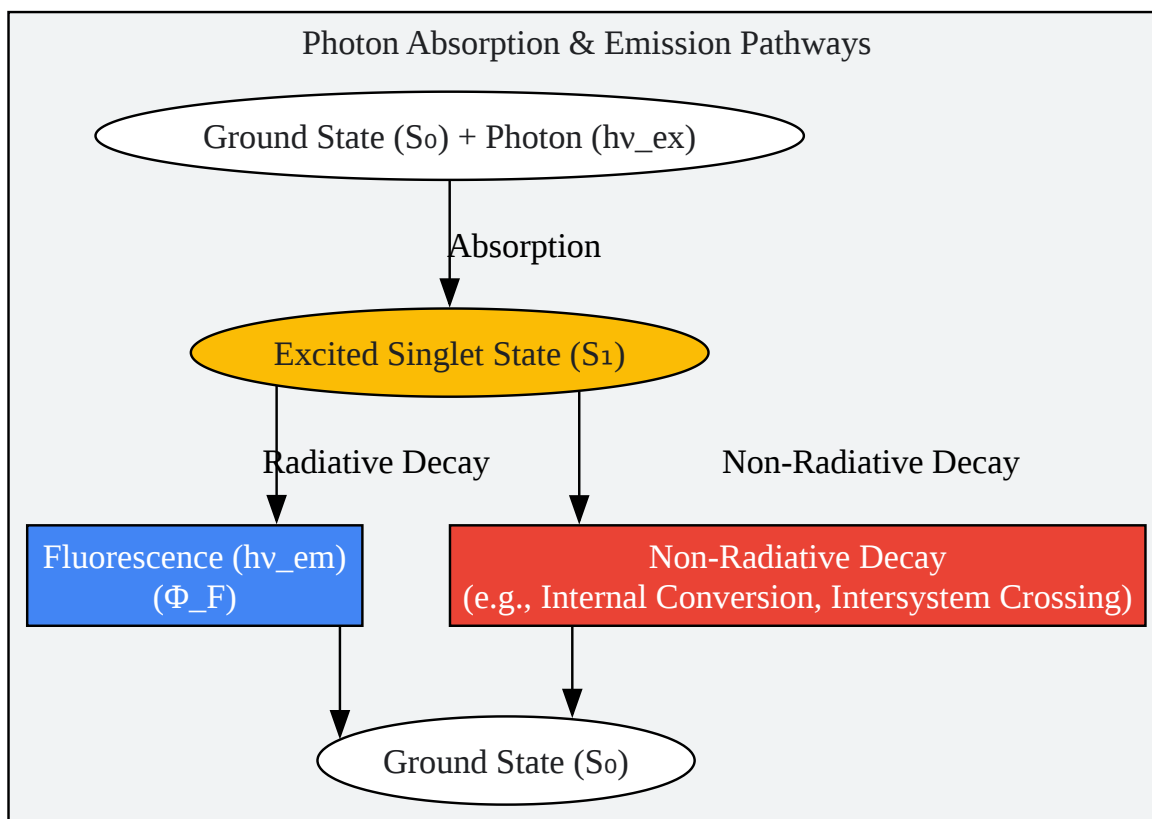 Photon Absorption & Emission Pathways
Ground State (S₀) + Photon (hν_ex)
Absorption
Excited Singlet State (S₁)
Radiative Decay
Non-Radiative Decay
Fluorescence (hν_em)
(Φ_F)
Non-Radiative Decay
(e.g., Internal Conversion, Intersystem Crossing)
Ground State (S₀)